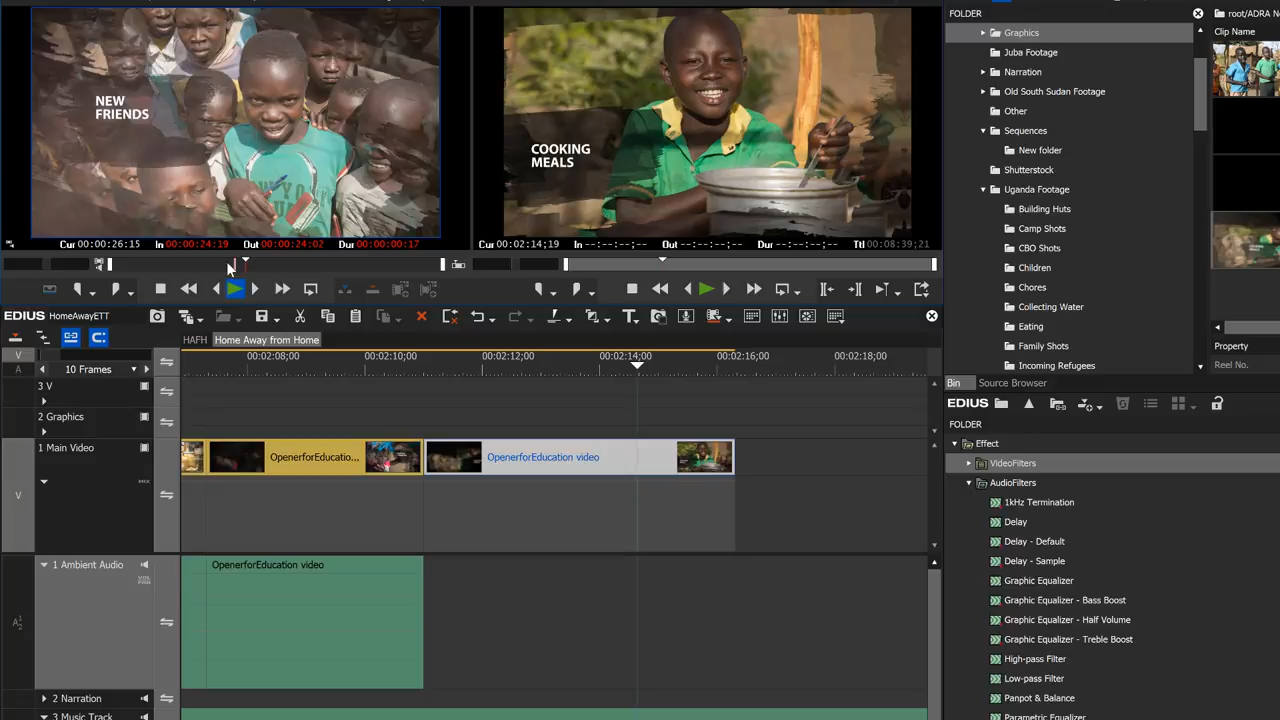 FOLDER
root/ADRA N
Graphics
Clip Name
Juba Footage
Narration
Old South Sudan Footage
Other
Sequences
New folder
Shutterstock
Uganda Footage
Building Huts
Camp Shots
CBO Shots
Children
Chores
Collecting Water
Eating
Family Shots
Incoming Refugees
Property
Reel No.
Bin
Source Browser
NEW
FRIENDS
COOKING
MEALS
Cur 00:00:26:15 In 00:00:24:19 Out 00:00:24:02 Dur 00:00:00:17
Cur 00:02:14;19 In --:--:--;-- Out --:--:--;-- Dur --:--:--;-- Ttl 00:08:39;21
EDIUS HomeAwayETT
HAFH Home Away from Home
V
A
10 Frames
00:02:08;00 00:02:10;00 00:02:12;00 00:02:14;00 00:02:16;00 00:02:18;00
3 V
2 Graphics
1 Main Video
OpenerforEducatio...
OpenerforEducation video
V
MIX
1 Ambient Audio
OpenerforEducation video
VOL
PAN
A 1 2
2 Narration
3 Music Track
EDIUS
FOLDER
Effect
VideoFilters
AudioFilters
1kHz Termination
Delay
Delay - Default
Delay - Sample
Graphic Equalizer
Graphic Equalizer - Bass Boost
Graphic Equalizer - Half Volume
Graphic Equalizer - Treble Boost
High-pass Filter
Low-pass Filter
Panpot & Balance
Parametric Equalizer